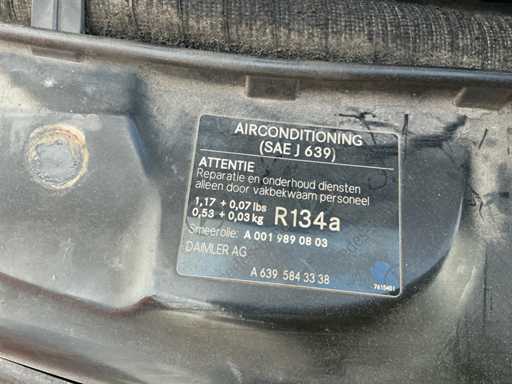 AIRCONDITIONING
(SAE J 639)
ATTENTIE
Reparatie en onderhoud diensten
alleen door vakbekwaam personeel
1,17 + 0,07 lbs
0,53 + 0,03 kg R134a
Smeerolie: A 001 989 08 03
DAIMLER AG
A 639 584 33 38
7615401